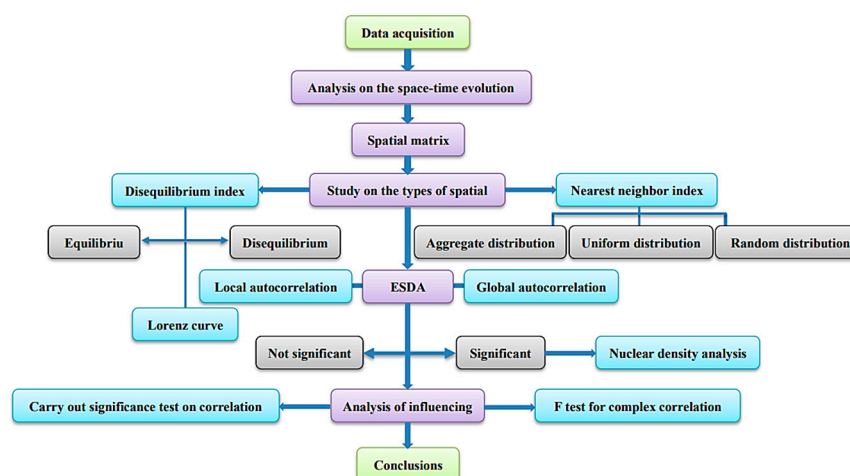 Data acquisition
Analysis on the space-time evolution
Spatial matrix
Disequilibrium index
Study on the types of spatial
Nearest neighbor index
Equilibriu
Disequilibrium
Aggregate distribution
Uniform distribution
Random distribution
Local autocorrelation
ESDA
Global autocorrelation
Lorenz curve
Not significant
Significant
Nuclear density analysis
Carry out significance test on correlation
Analysis of influencing
F test for complex correlation
Conclusions